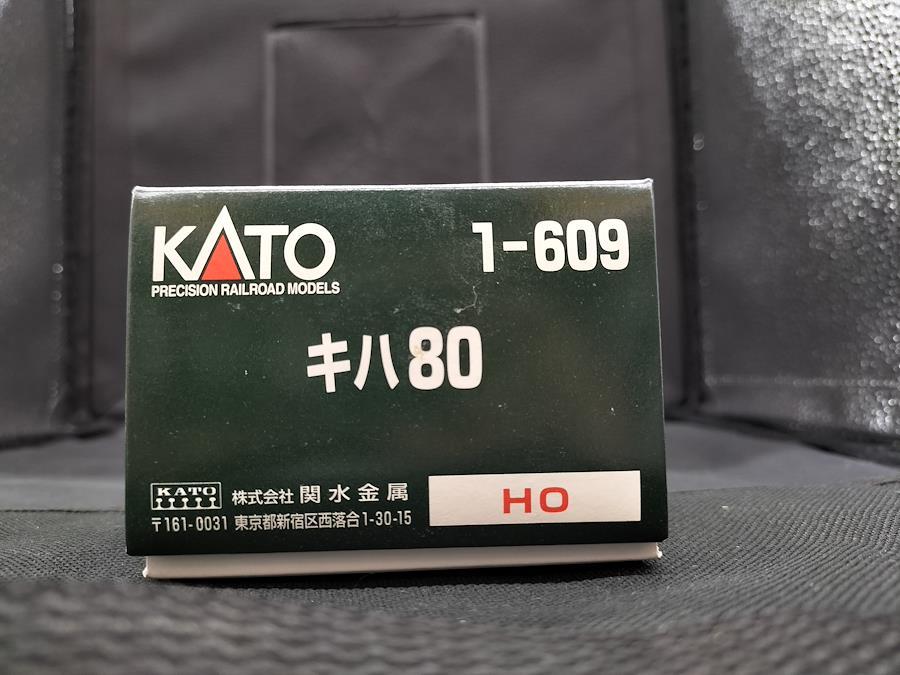 KATO 1-609
PRECISION RAILROAD MODELS
キハ80
KATO 株式会社 関水金属
〒161-0031 東京都新宿区西落合1-30-15
HO